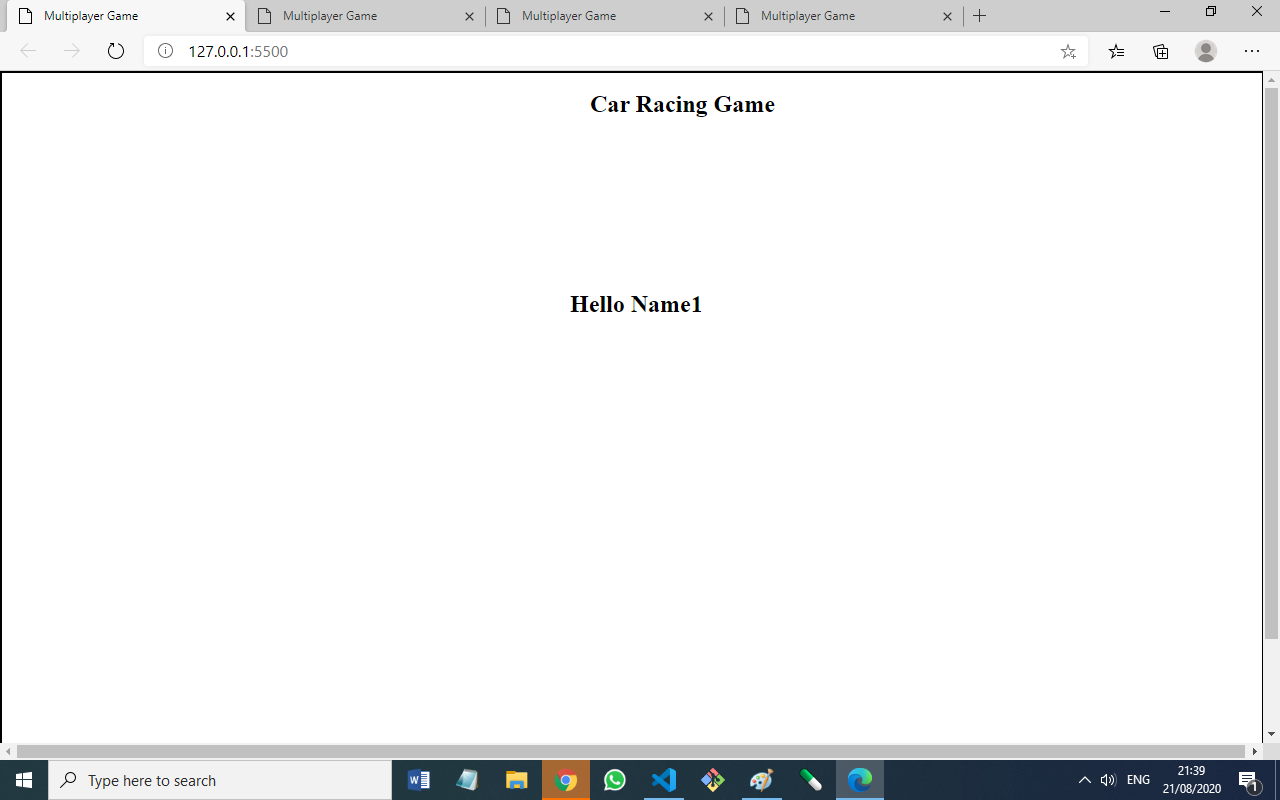 Multiplayer Game
Multiplayer Game
Multiplayer Game
Multiplayer Game
127.0.0.1:5500
Car Racing Game
Hello Name1
Type here to search
ENG
21:39
21/08/2020
1